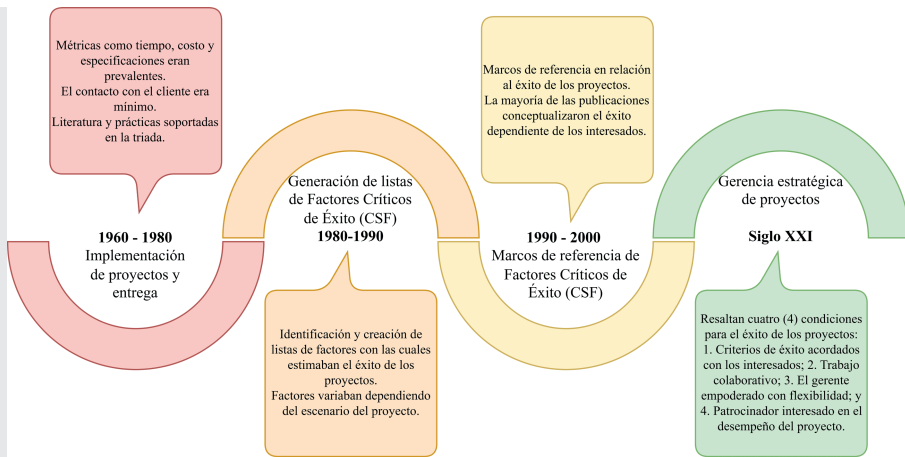 Métricas como tiempo, costo y
especificaciones eran
prevalentes.
El contacto con el cliente era
mínimo.
Literatura y prácticas soportadas
en la triada.
1960 - 1980
Implementación
de proyectos y
entrega
Generación de listas
de Factores Críticos
de Éxito (CSF)
1980-1990
Identificación y creación de
listas de factores con las cuales
estimaban el éxito de los
proyectos.
Factores variaban dependiendo
del escenario del proyecto.
Marcos de referencia en relación
al éxito de los proyectos.
La mayoría de las publicaciones
conceptualizaron el éxito
dependiente de los interesados.
1990 - 2000
Marcos de referencia de
Factores Críticos de
Éxito (CSF)
Gerencia estratégica
de proyectos
Siglo XXI
Resaltan cuatro (4) condiciones
para el éxito de los proyectos:
1. Criterios de éxito acordados
con los interesados; 2. Trabajo
colaborativo; 3. El gerente
empoderado con flexibilidad; y
4. Patrocinador interesado en el
desempeño del proyecto.